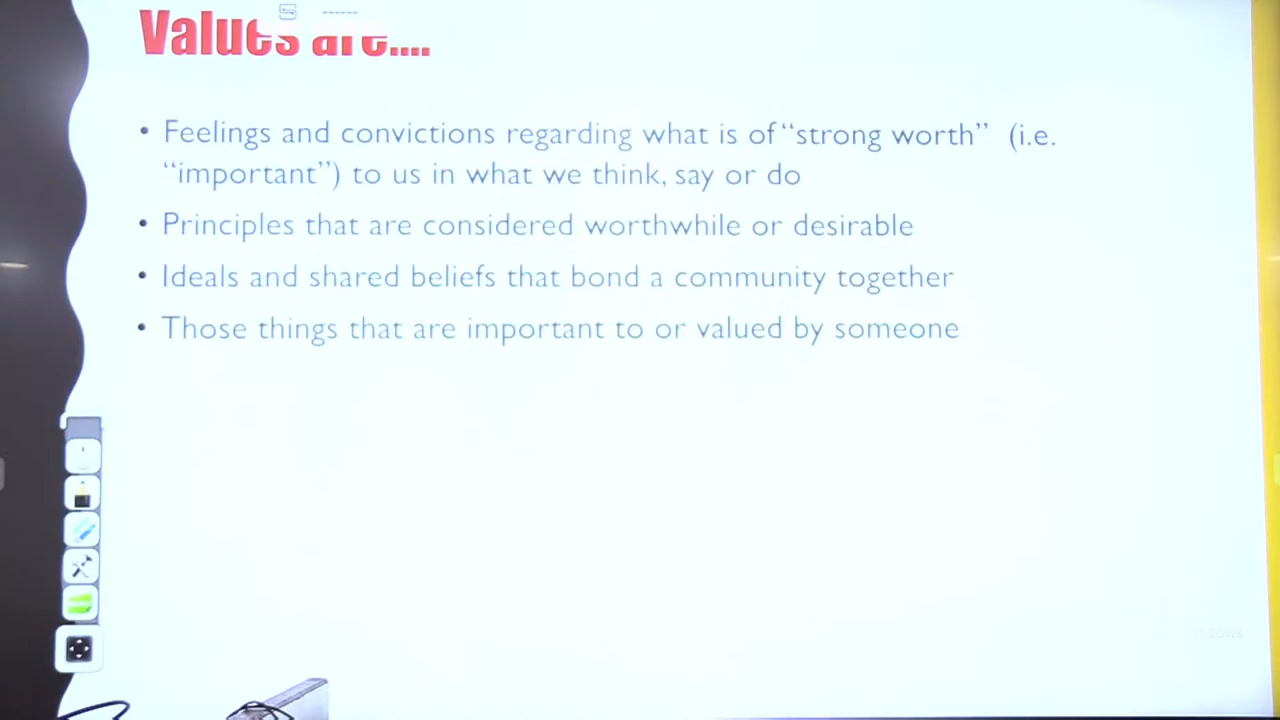 Values are....
• Feelings and convictions regarding what is of “strong worth” (i.e.
“important”) to us in what we think, say or do
• Principles that are considered worthwhile or desirable
• Ideals and shared beliefs that bond a community together
• Those things that are important to or valued by someone